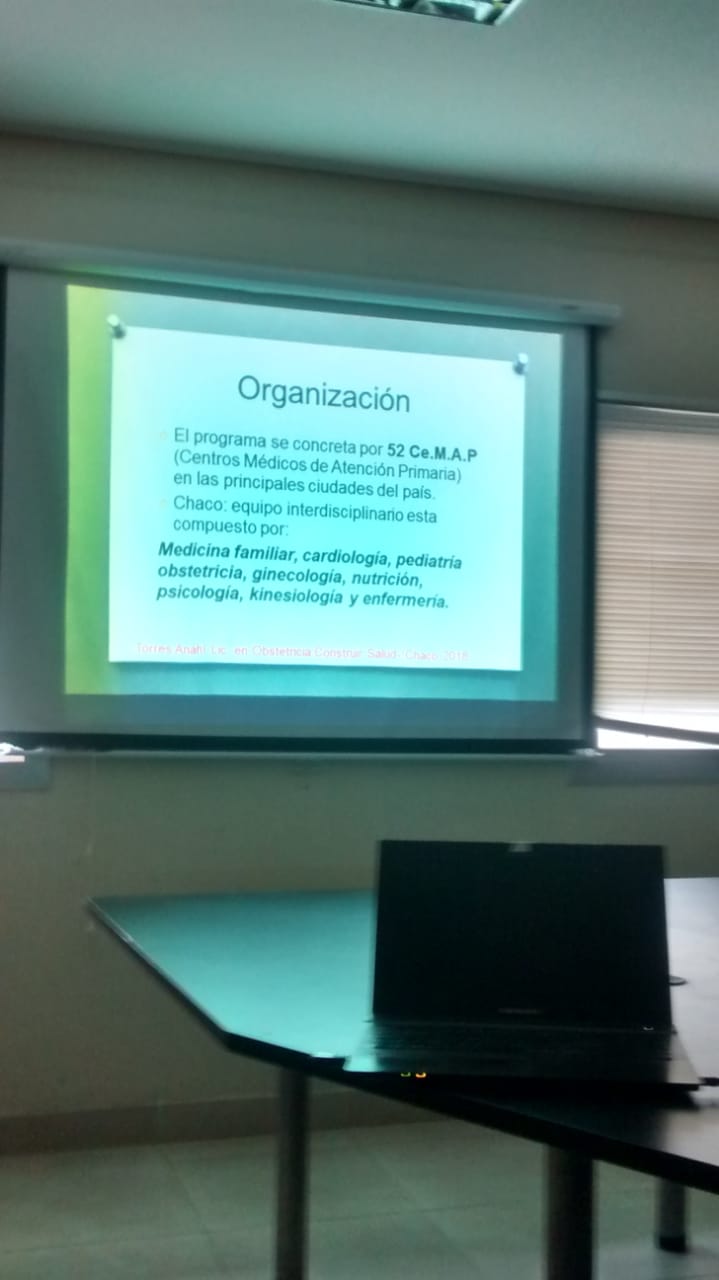 Organización
El programa se concreta por 52 Ce.M.A.P
(Centros Médicos de Atención Primaria)
en las principales ciudades del país.
Chaco: equipo interdisciplinario esta
compuesto por:
Medicina familiar, cardiología, pediatría
obstetricia, ginecología, nutrición,
psicología, kinesiología y enfermería.
Torres Anahí. Lic. en Obstetricia Construir Salud- Chaco 2018